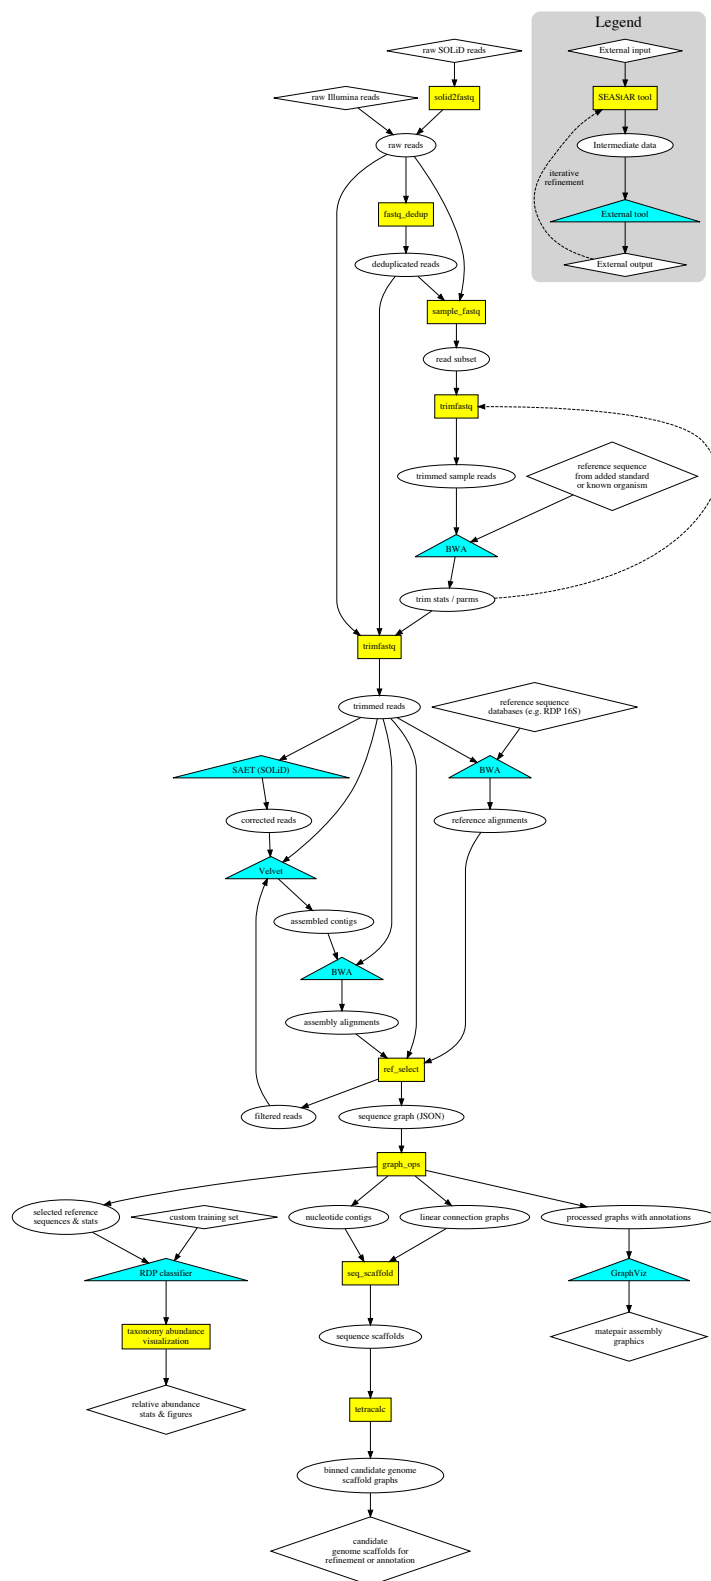 Legend
raw SOLiD reads
External input
raw Illumina reads
solid2fastq
SEAStAR tool
raw reads
Intermediate data
iterative
refinement
fastq_dedup
External tool
deduplicated reads
External output
sample_fastq
read subset
trimfastq
trimmed sample reads
reference sequence
from added standard
or known organism
BWA
trim stats / parms
trimfastq
trimmed reads
reference sequence
databases (e.g. RDP 16S)
SAET (SOLiD)
BWA
corrected reads
reference alignments
Velvet
assembled contigs
BWA
assembly alignments
ref_select
filtered reads
sequence graph (JSON)
graph_ops
selected reference
sequences & stats
custom training set
nucleotide contigs
linear connection graphs
processed graphs with annotations
RDP classifier
seq_scaffold
GraphViz
taxonomy abundance
visualization
sequence scaffolds
matepair assembly
graphics
relative abundance
stats & figures
tetracalc
binned candidate genome
scaffold graphs
candidate
genome scaffolds for
refinement or annotation